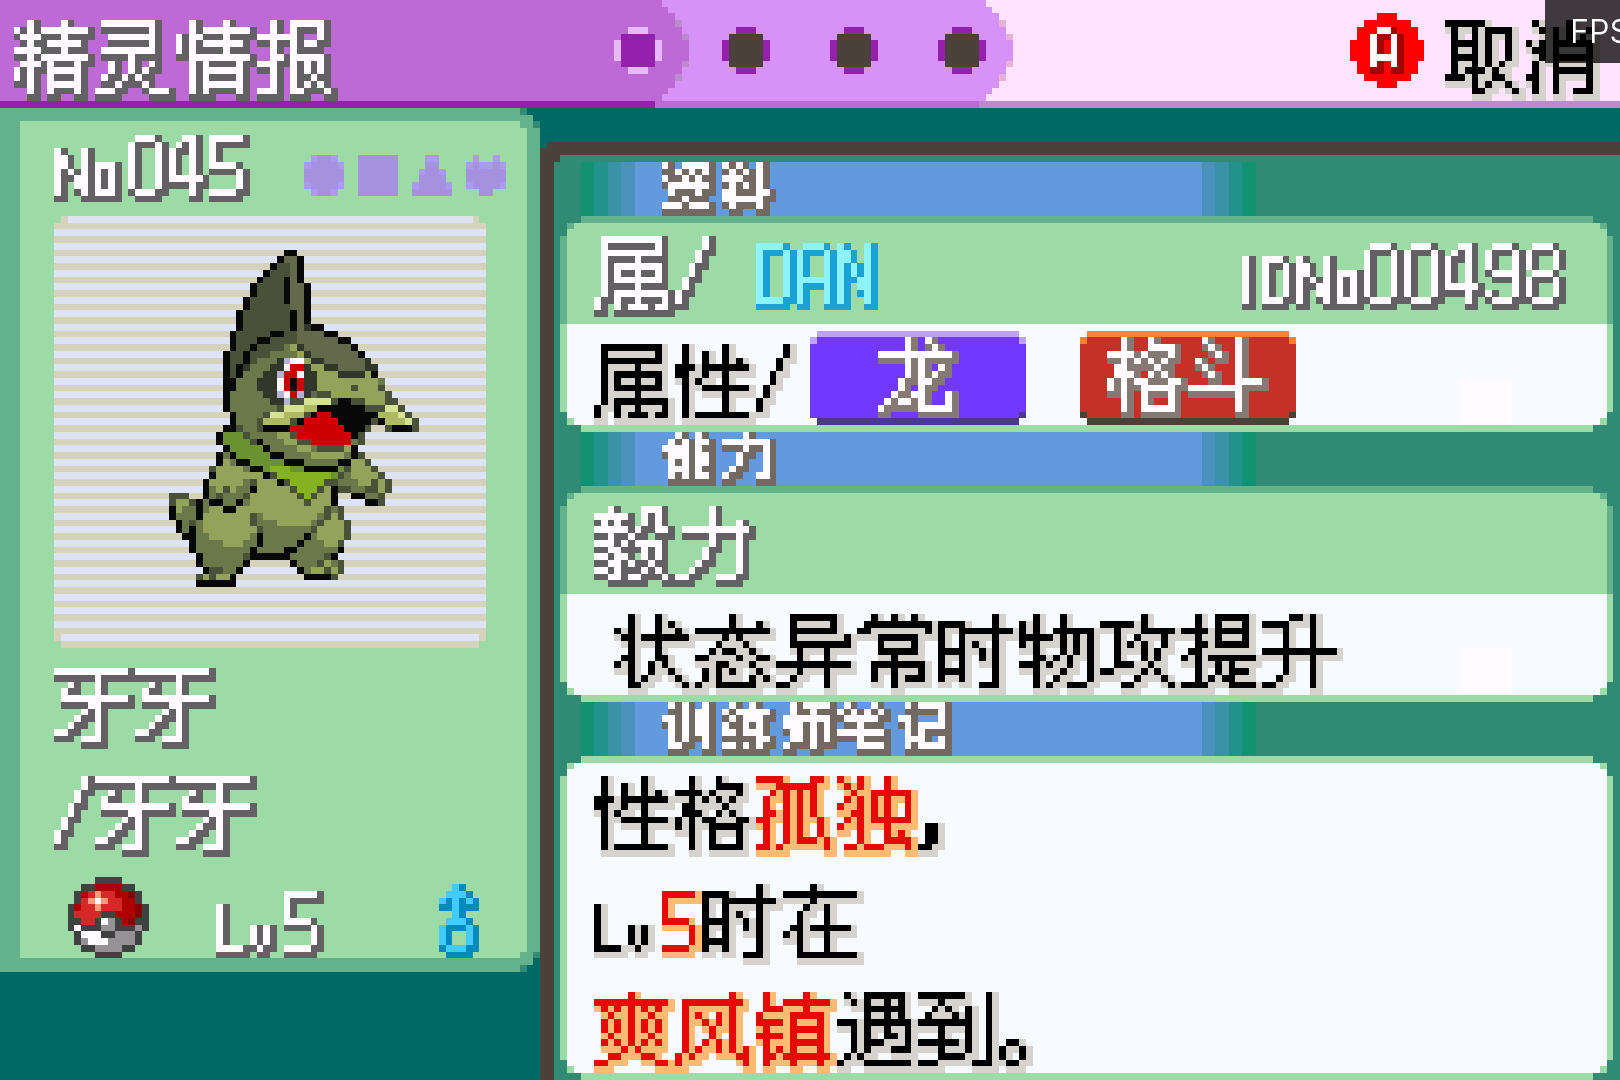 精灵情报
A 取消
FPS
No045
资料
属/ DAN IDNo00498
属性/ 龙 格斗
能力
毅力
状态异常时物攻提升
训练师笔记
牙牙
/牙牙
Lv5 ♂
性格孤独,
Lv5时在
爽风镇遇到。